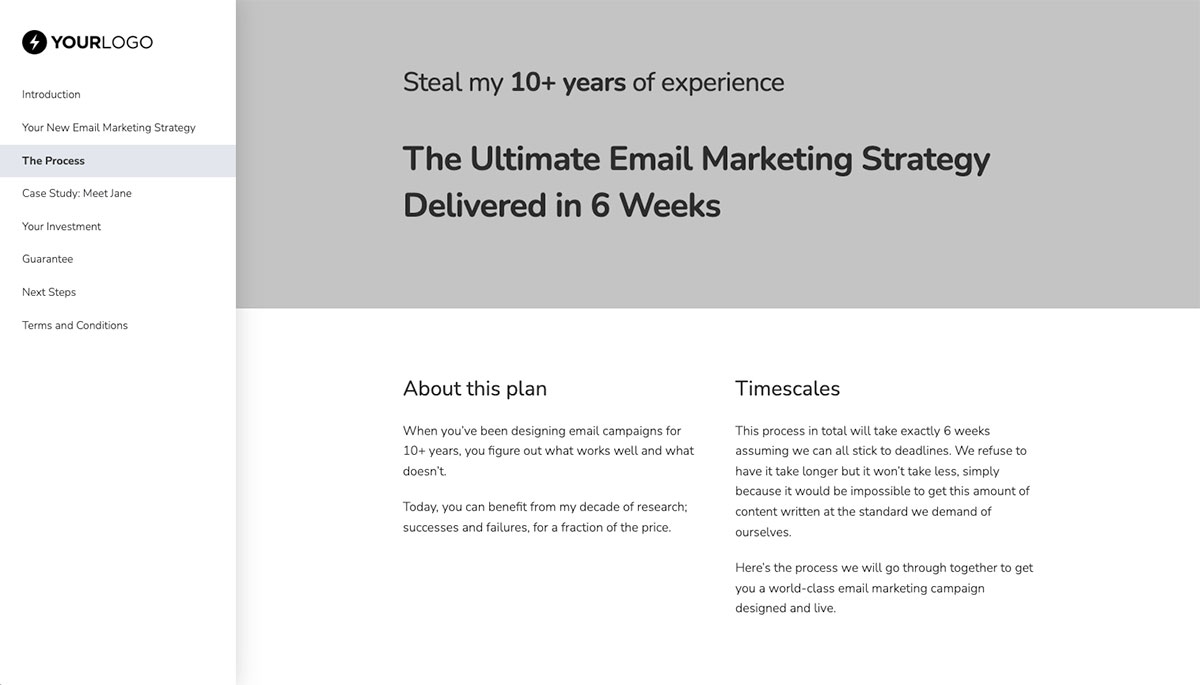 YOURLOGO
Introduction
Your New Email Marketing Strategy
The Process
Case Study: Meet Jane
Your Investment
Guarantee
Next Steps
Terms and Conditions
Steal my 10+ years of experience
The Ultimate Email Marketing Strategy
Delivered in 6 Weeks
About this plan
When you’ve been designing email campaigns for
10+ years, you figure out what works well and what
doesn’t.
Today, you can benefit from my decade of research;
successes and failures, for a fraction of the price.
Timescales
This process in total will take exactly 6 weeks
assuming we can all stick to deadlines. We refuse to
have it take longer but it won’t take less, simply
because it would be impossible to get this amount of
content written at the standard we demand of
ourselves.
Here’s the process we will go through together to get
you a world-class email marketing campaign
designed and live.